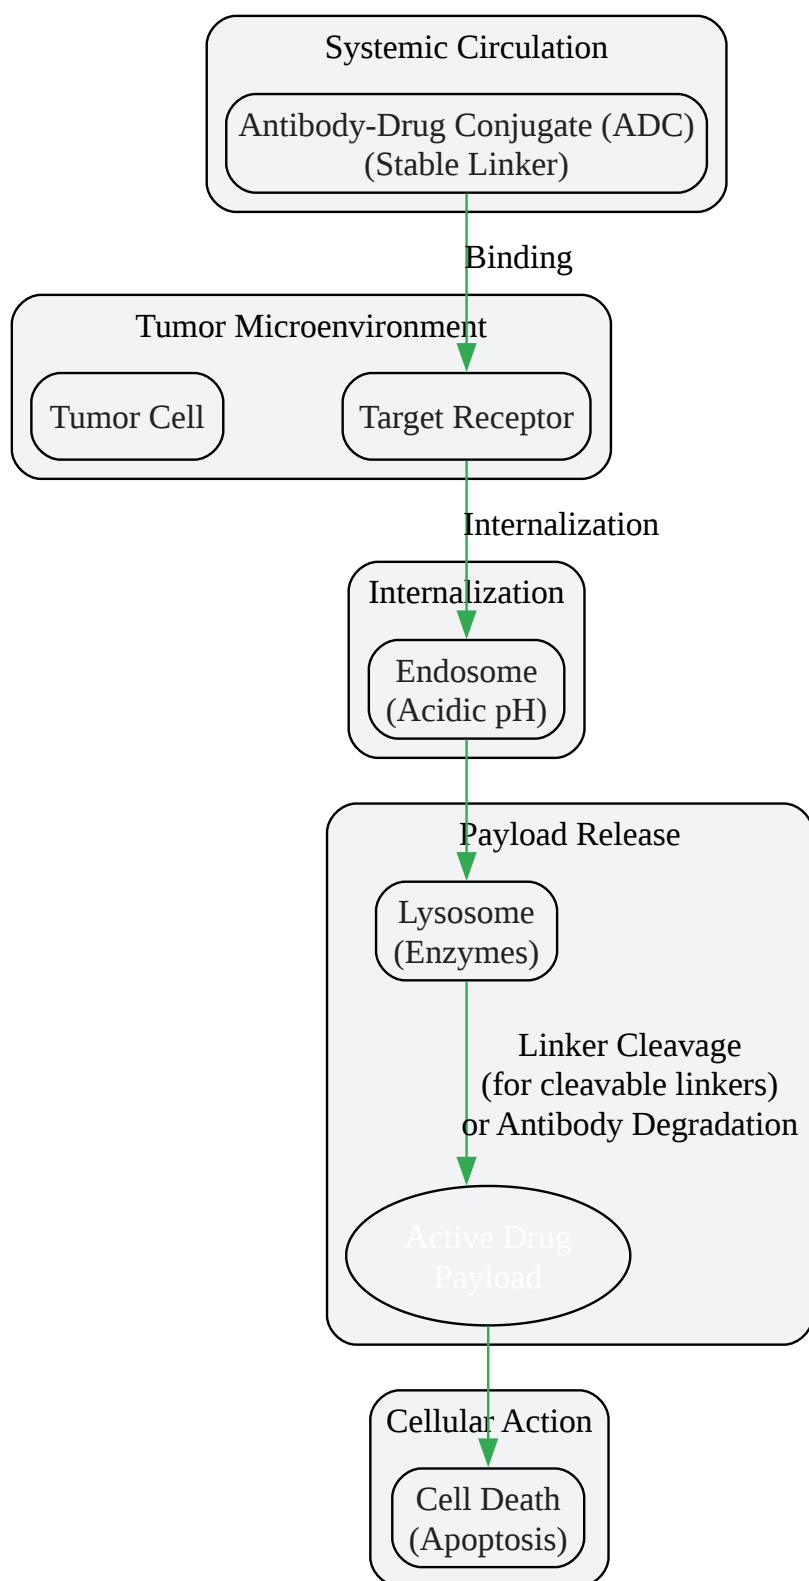 Systemic Circulation
Antibody-Drug Conjugate (ADC)
(Stable Linker)
Binding
Tumor Microenvironment
Tumor Cell
Target Receptor
Internalization
Internalization
Endosome
(Acidic pH)
Payload Release
Lysosome
(Enzymes)
Linker Cleavage
(for cleavable linkers)
or Antibody Degradation
Active Drug
Payload
Cellular Action
Cell Death
(Apoptosis)